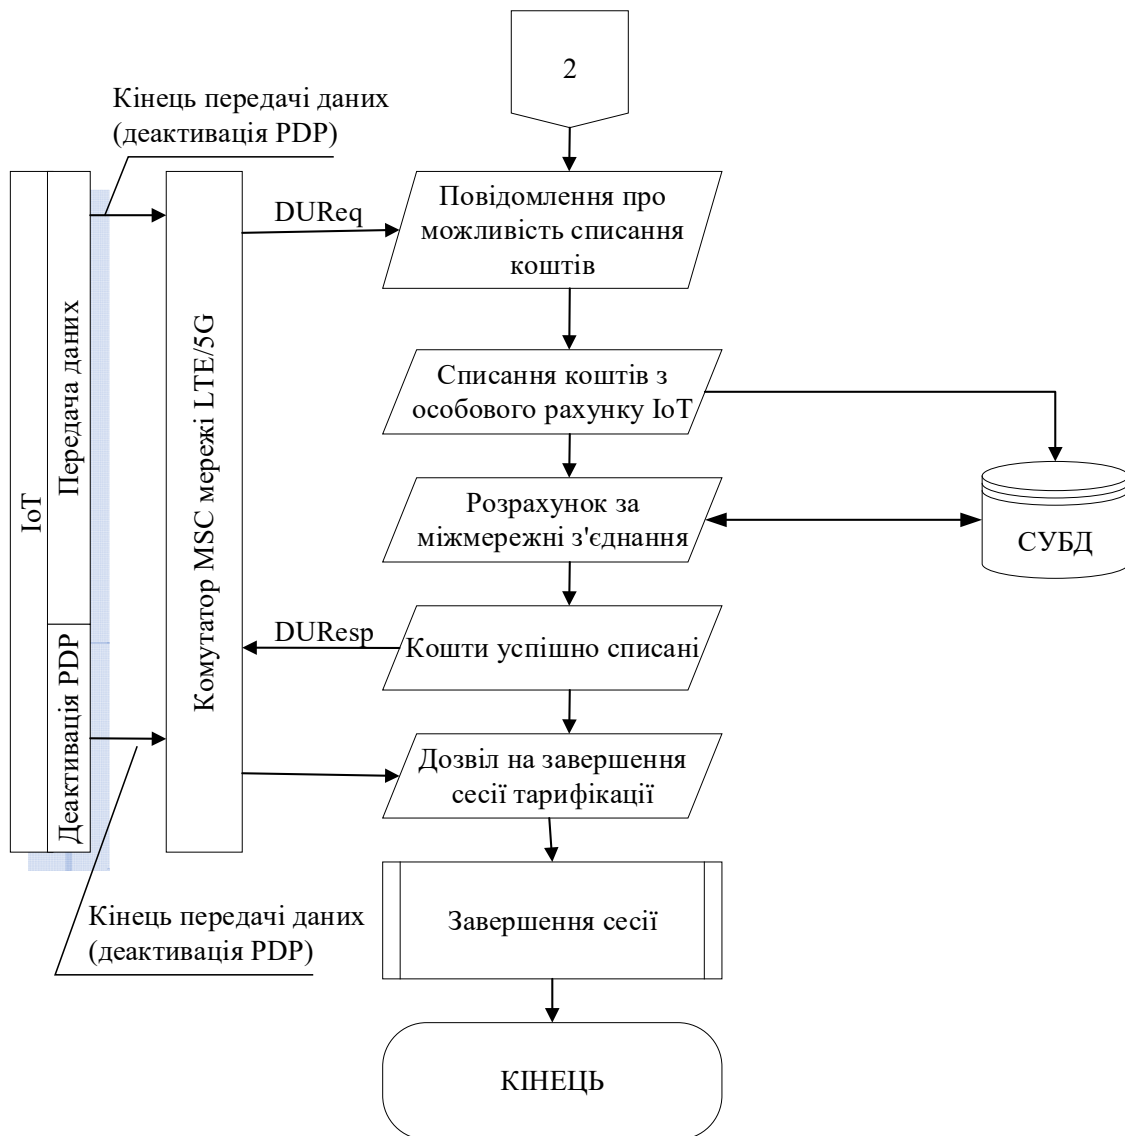 2
Кінець передачі даних
(деактивація PDP)
DUReq
Повідомлення про
можливість списання
коштів
IoT
Передача даних
Деактивація PDP
Комутатор MSC мережі LTE/5G
Списання коштів з
особового рахунку IoT
Розрахунок за
міжмережні з'єднання
СУБД
DUResp
Кошти успішно списані
Дозвіл на завершення
сесії тарифікації
Кінець передачі даних
(деактивація PDP)
Завершення сесії
КІНЕЦЬ